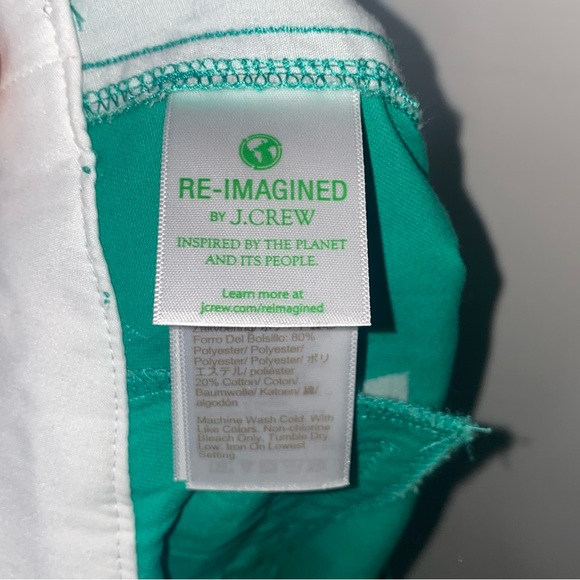 RE-IMAGINED
BY J.CREW
INSPIRED BY THE PLANET
AND ITS PEOPLE.
Learn more at
jcrew.com/reimagined
Forro Del Bolsillo: 80%
Polyester/ Polyester/
Polyester/ Polyester/ ポリ
エステル/ poliéster
20% Cotton/ Coton/
Baumwolle/ Katoen/ 綿/
algodón
Machine Wash Cold. With
Like Colors. Non-chlorine
Bleach Only. Tumble Dry
Low. Iron On Lowest
Setting